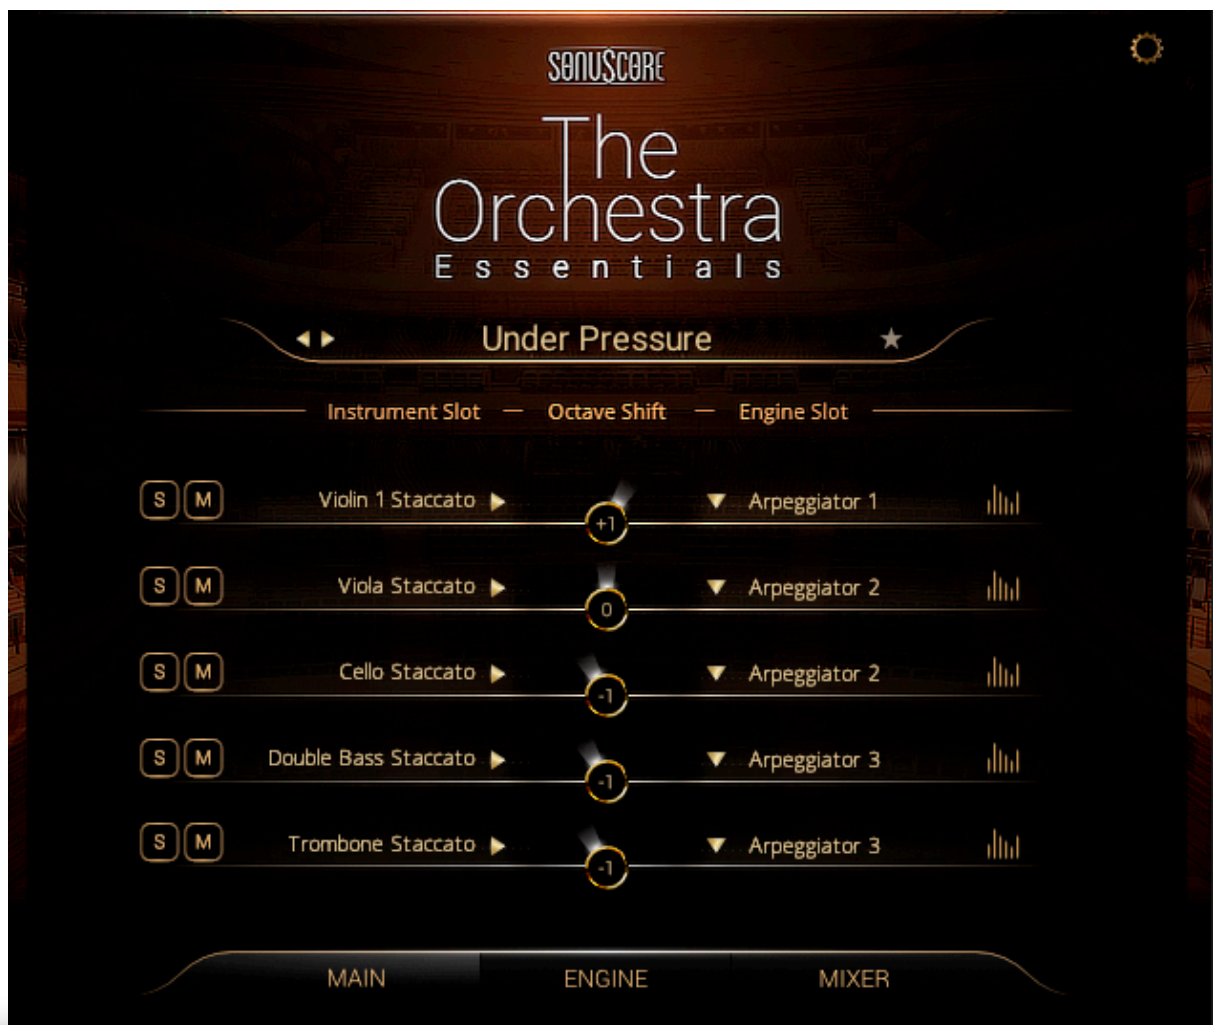 SONUSCORE
The
Orchestra
Essentials
Under Pressure
Instrument Slot — Octave Shift — Engine Slot
S M Violin 1 Staccato +1 Arpeggiator 1
S M Viola Staccato 0 Arpeggiator 2
S M Cello Staccato -1 Arpeggiator 2
S M Double Bass Staccato -1 Arpeggiator 3
S M Trombone Staccato -1 Arpeggiator 3
MAIN ENGINE MIXER